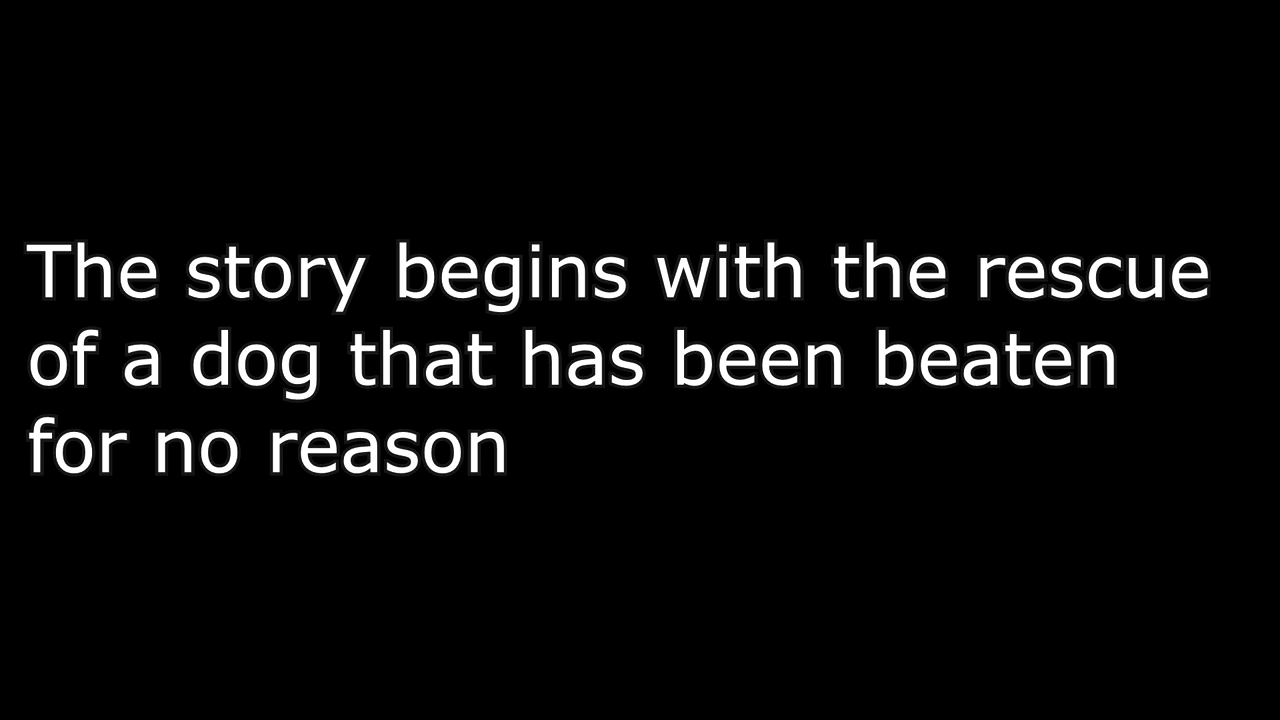 The story begins with the rescue
of a dog that has been beaten
for no reason